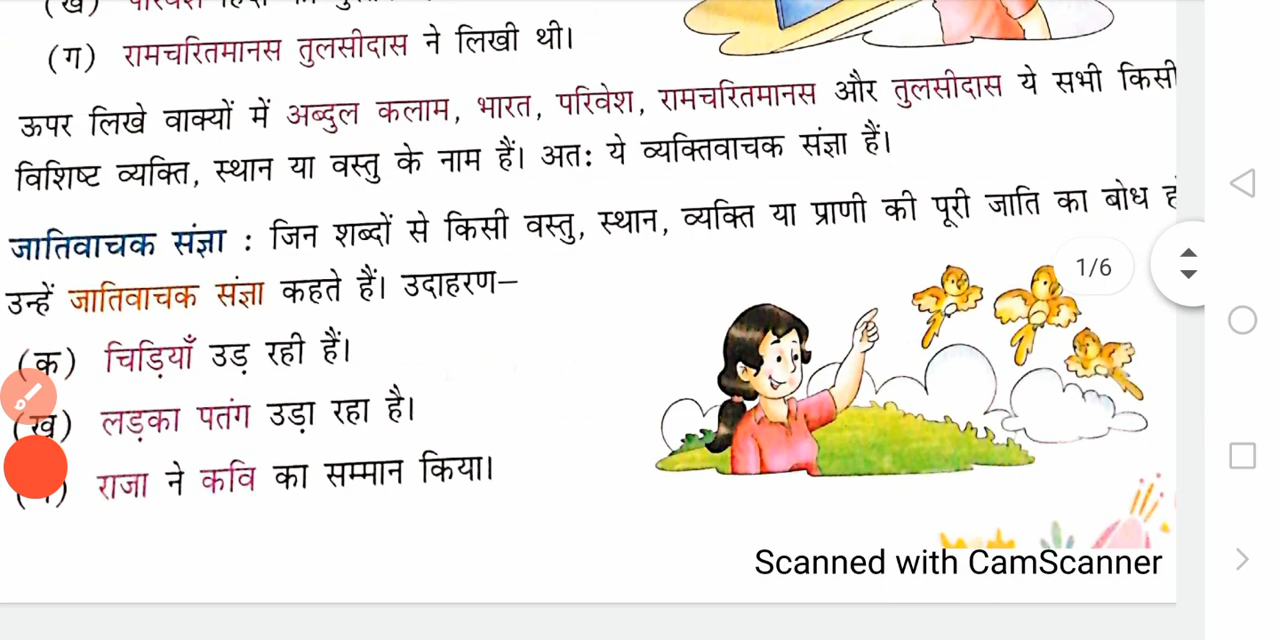 (ख)
(ग) रामचरितमानस तुलसीदास ने लिखी थी।
ऊपर लिखे वाक्यों में अब्दुल कलाम, भारत, परिवेश, रामचरितमानस और तुलसीदास ये सभी किसी
विशिष्ट व्यक्ति, स्थान या वस्तु के नाम हैं। अतः ये व्यक्तिवाचक संज्ञा हैं।
जातिवाचक संज्ञा : जिन शब्दों से किसी वस्तु, स्थान, व्यक्ति या प्राणी की पूरी जाति का बोध
उन्हें जातिवाचक संज्ञा कहते हैं। उदाहरण–
(क) चिड़ियाँ उड़ रही हैं।
(ख) लड़का पतंग उड़ा रहा है।
राजा ने कवि का सम्मान किया।
1/6
Scanned with CamScanner